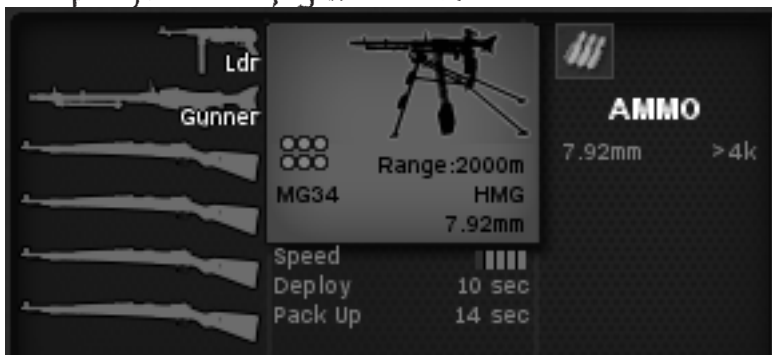 Ldr
Gunner
Range:2000m
MG34 HMG
7.92mm
Speed
Deploy 10 sec
Pack Up 14 sec
AMMO
7.92mm >4k